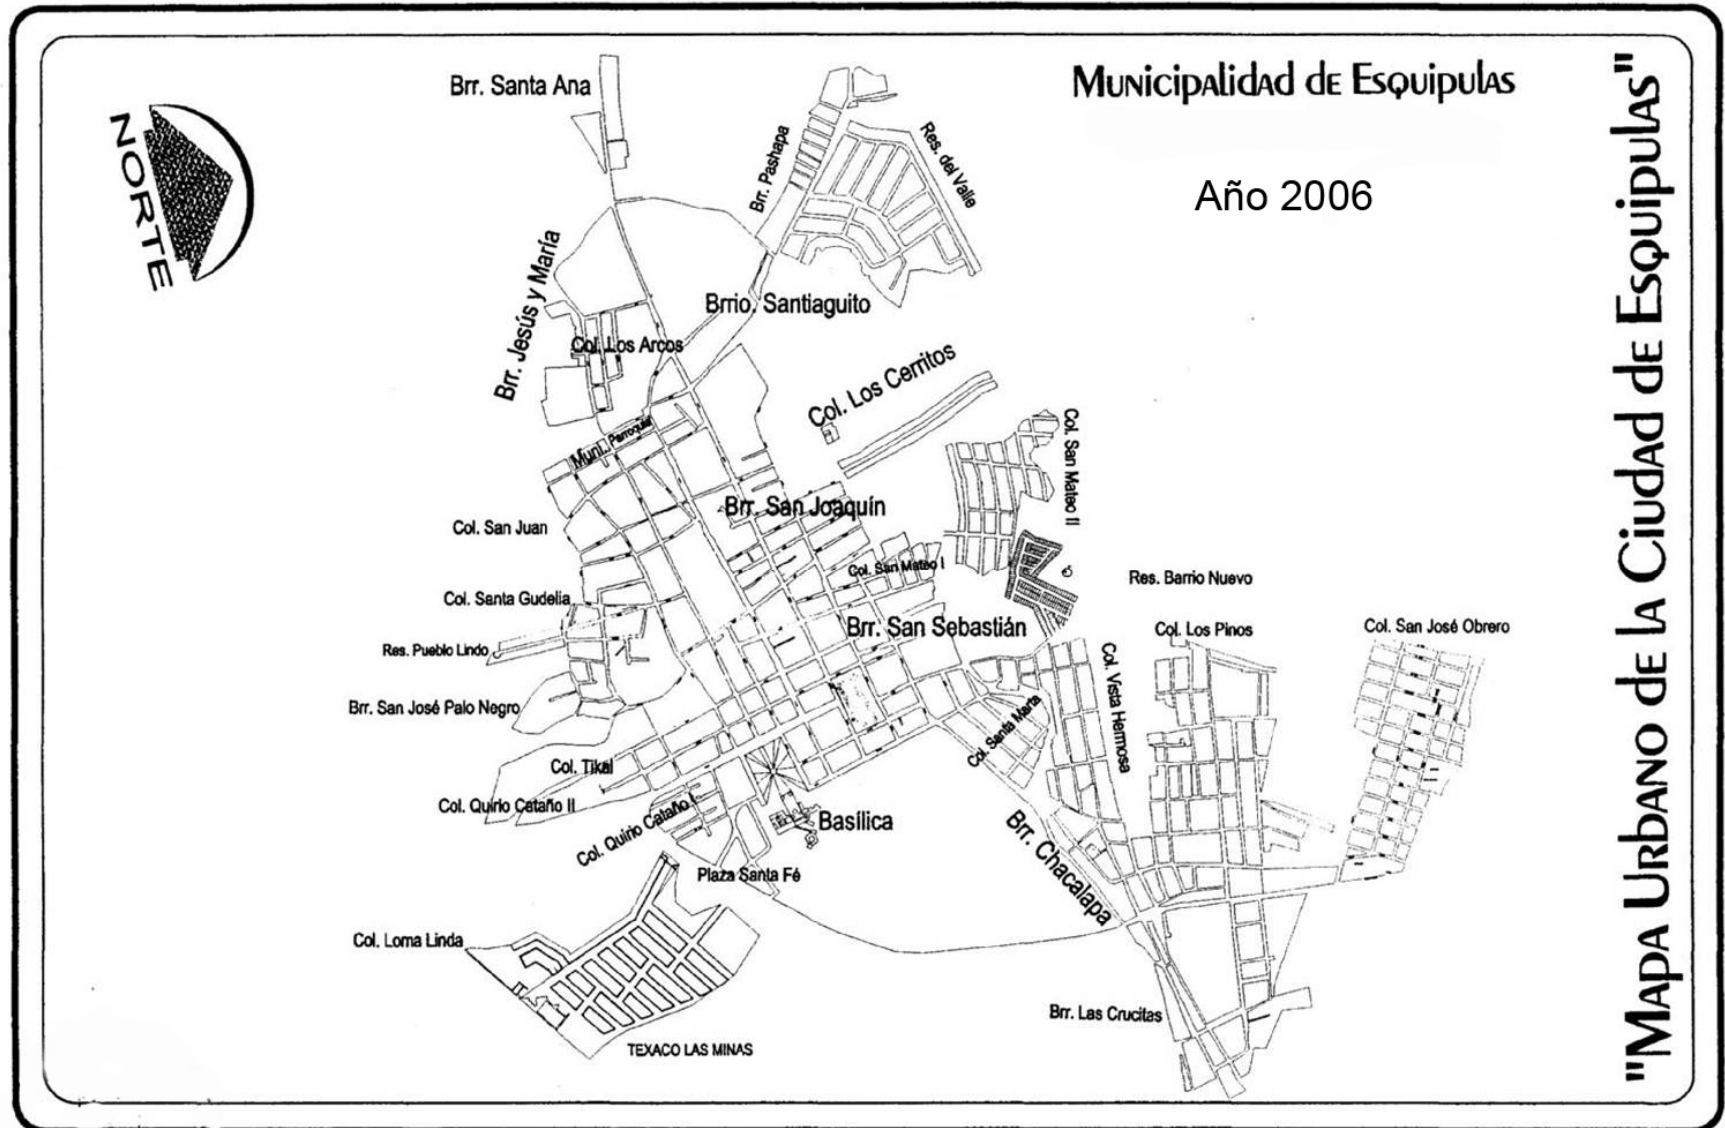 Municipalidad de Esquipulas
Año 2006
"Mapa Urbano de la Ciudad de Esquipulas"
NORTE
Brr. Santa Ana
Brr. Pashapa
Res. del Valle
Brr. Jesús y María
Brrio. Santiaguito
Col. Los Arcos
Col. Los Cerritos
Muni.
Parroquia
Col. San Mateo II
Brr. San Joaquín
Col. San Juan
Col. San Mateo I
Res. Barrio Nuevo
Col. Santa Gudelia
Brr. San Sebastián
Col. Los Pinos
Col. San José Obrero
Res. Pueblo Lindo
Col. Vista Hermosa
Brr. San José Palo Negro
Col. Santa Marta
Col. Tikal
Col. Quirio Cataño II
Col. Quirio Cataño I
Basílica
Brr. Chacalapa
Plaza Santa Fé
Col. Loma Linda
Brr. Las Crucitas
TEXACO LAS MINAS